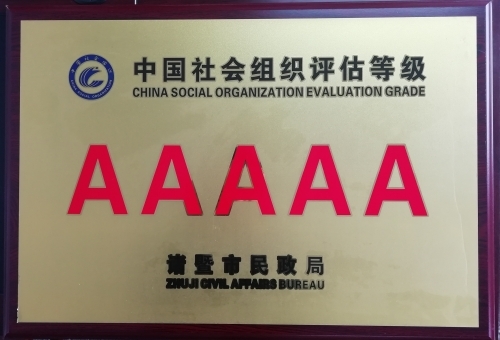 中国社会组织评估等级
CHINA SOCIAL ORGANIZATION EVALUATION GRADE
AAAAA
诸暨市民政局
ZHUJI CIVIL AFFAIRS BUREAU